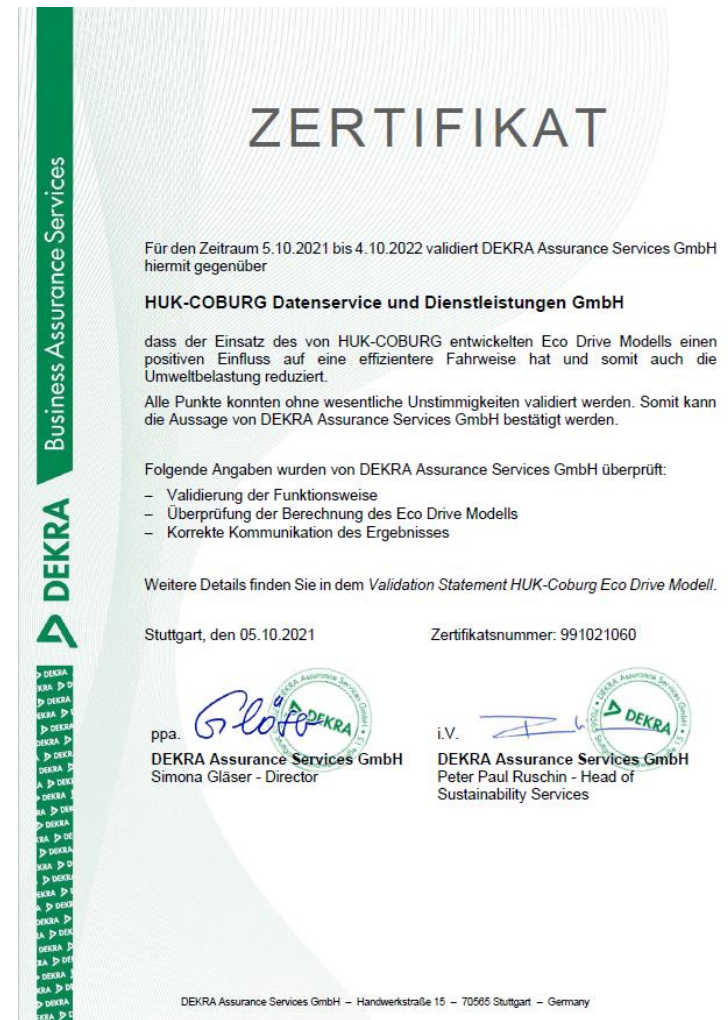 ZERTIFIKAT
Für den Zeitraum 5.10.2021 bis 4.10.2022 validiert DEKRA Assurance Services GmbH
hiermit gegenüber
HUK-COBURG Datenservice und Dienstleistungen GmbH
dass der Einsatz des von HUK-COBURG entwickelten Eco Drive Modells einen
positiven Einfluss auf eine effizientere Fahrweise hat und somit auch die
Umweltbelastung reduziert.
Alle Punkte konnten ohne wesentliche Unstimmigkeiten validiert werden. Somit kann
die Aussage von DEKRA Assurance Services GmbH bestätigt werden.
Folgende Angaben wurden von DEKRA Assurance Services GmbH überprüft:
– Validierung der Funktionsweise
– Überprüfung der Berechnung des Eco Drive Modells
– Korrekte Kommunikation des Ergebnisses
Weitere Details finden Sie in dem Validation Statement HUK-Coburg Eco Drive Modell.
Stuttgart, den 05.10.2021
Zertifikatsnummer: 991021060
ppa.
DEKRA
DEKRA Assurance Services GmbH
Simona Gläser - Director
i.V.
DEKRA
DEKRA Assurance Services GmbH
Peter Paul Ruschin - Head of
Sustainability Services
DEKRA Assurance Services GmbH – Handwerkstraße 15 – 70565 Stuttgart – Germany
Business Assurance Services
DEKRA